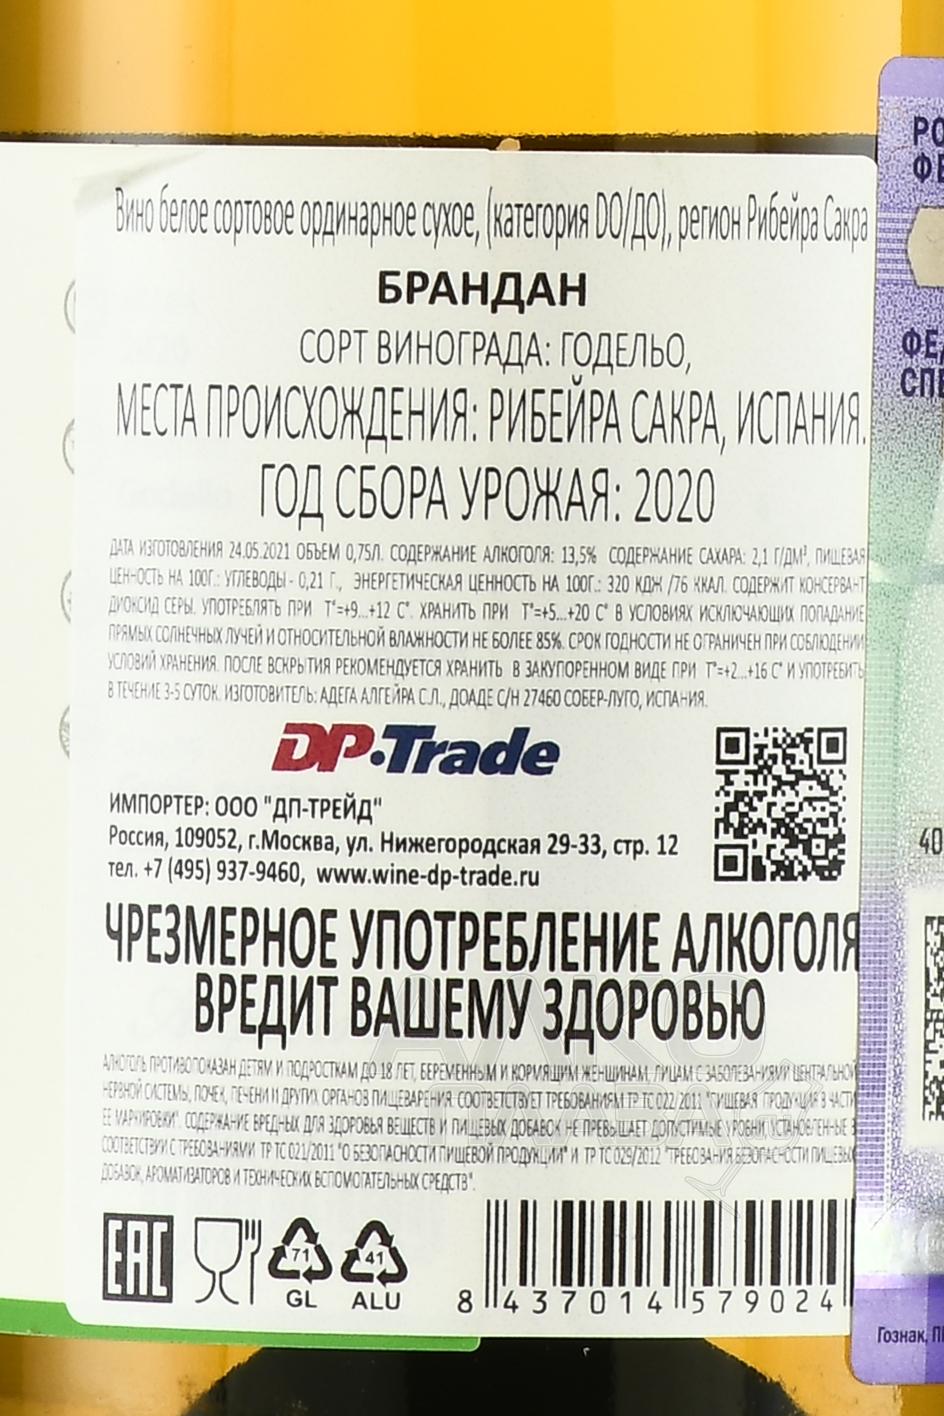 Вино белое сортовое ординарное сухое, (категория DO/ДО), регион Рибейра Сакра
БРАНДАН
СОРТ ВИНОГРАДА: ГОДЕЛЬО,
МЕСТА ПРОИСХОЖДЕНИЯ: РИБЕЙРА САКРА, ИСПАНИЯ.
ГОД СБОРА УРОЖАЯ: 2020
ДАТА ИЗГОТОВЛЕНИЯ 24.05.2021 ОБЪЕМ 0,75Л. СОДЕРЖАНИЕ АЛКОГОЛЯ: 13,5% СОДЕРЖАНИЕ САХАРА: 2,1 Г/ДМ³, ПИЩЕВАЯ
ЦЕННОСТЬ НА 100Г.: УГЛЕВОДЫ - 0,21 Г., ЭНЕРГЕТИЧЕСКАЯ ЦЕННОСТЬ НА 100Г.: 320 КДЖ /76 ККАЛ. СОДЕРЖИТ КОНСЕРВАНТ
ДИОКСИД СЕРЫ. УПОТРЕБЛЯТЬ ПРИ Т°=+9...+12 С°. ХРАНИТЬ ПРИ Т°=+5...+20 С° В УСЛОВИЯХ ИСКЛЮЧАЮЩИХ ПОПАДАНИЕ
ПРЯМЫХ СОЛНЕЧНЫХ ЛУЧЕЙ И ОТНОСИТЕЛЬНОЙ ВЛАЖНОСТИ НЕ БОЛЕЕ 85%. СРОК ГОДНОСТИ НЕ ОГРАНИЧЕН ПРИ СОБЛЮДЕНИИ
УСЛОВИЙ ХРАНЕНИЯ. ПОСЛЕ ВСКРЫТИЯ РЕКОМЕНДУЕТСЯ ХРАНИТЬ В ЗАКУПОРЕННОМ ВИДЕ ПРИ Т°=+2...+16 С° И УПОТРЕБИТЬ
В ТЕЧЕНИЕ 3-5 СУТОК. ИЗГОТОВИТЕЛЬ: АДЕГА АЛГЕЙРА С.Л., ДОАДЕ С/Н 27460 СОБЕР-ЛУГО, ИСПАНИЯ.
DP·Trade
ИМПОРТЕР: ООО "ДП-ТРЕЙД"
Россия, 109052, г.Москва, ул. Нижегородская 29-33, стр. 12
тел. +7 (495) 937-9460, www.wine-dp-trade.ru
ЧРЕЗМЕРНОЕ УПОТРЕБЛЕНИЕ АЛКОГОЛЯ
ВРЕДИТ ВАШЕМУ ЗДОРОВЬЮ
АЛКОГОЛЬ ПРОТИВОПОКАЗАН ДЕТЯМ И ПОДРОСТКАМ ДО 18 ЛЕТ, БЕРЕМЕННЫМ И КОРМЯЩИМ ЖЕНЩИНАМ, ЛИЦАМ С ЗАБОЛЕВАНИЯМИ ЦЕНТРАЛЬНОЙ
НЕРВНОЙ СИСТЕМЫ, ПОЧЕК, ПЕЧЕНИ И ДРУГИХ ОРГАНОВ ПИЩЕВАРЕНИЯ. СООТВЕТСТВУЕТ ТРЕБОВАНИЯМ ТР ТС 022/2011 "ПИЩЕВАЯ ПРОДУКЦИЯ В ЧАСТИ
ЕЕ МАРКИРОВКИ". СОДЕРЖАНИЕ ВРЕДНЫХ ДЛЯ ЗДОРОВЬЯ ВЕЩЕСТВ И ПИЩЕВЫХ ДОБАВОК НЕ ПРЕВЫШАЕТ ДОПУСТИМЫЕ УРОВНИ, УСТАНОВЛЕННЫЕ В
СООТВЕТСТВИИ С ТРЕБОВАНИЯМИ ТР ТС 021/2011 "О БЕЗОПАСНОСТИ ПИЩЕВОЙ ПРОДУКЦИИ" И ТР ТС 029/2012 "ТРЕБОВАНИЯ БЕЗОПАСНОСТИ ПИЩЕВЫХ
ДОБАВОК, АРОМАТИЗАТОРОВ И ТЕХНИЧЕСКИХ ВСПОМОГАТЕЛЬНЫХ СРЕДСТВ".
EAC
71
GL
41
ALU
8 437014 579024
РО
ФЕ
ФЕД
СПЕ
40
Гознак, П